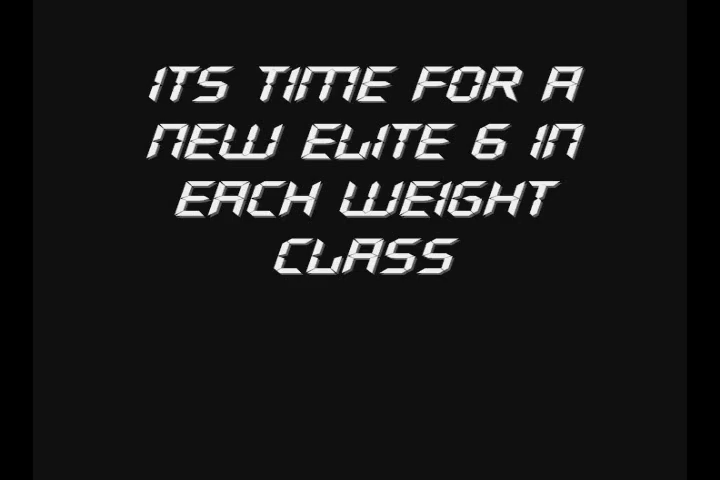 ITS TIME FOR A
NEW ELITE 6 IN
EACH WEIGHT
CLASS